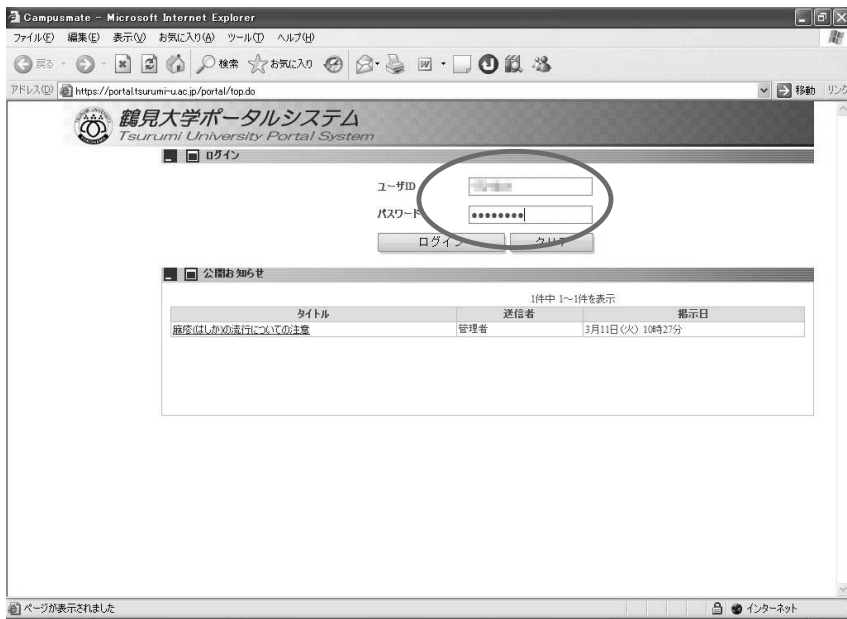 Campusmate - Microsoft Internet Explorer
ファイル(F) 編集(E) 表示(V) お気に入り(A) ツール(T) ヘルプ(H)
戻る 検索 お気に入り
アドレス(D) https://portal.tsurumi-u.ac.jp/portal/top.do 移動 リンク
鶴見大学ポータルシステム
Tsurumi University Portal System
ログイン
ユーザID
パスワード
ログイン クリア
公開お知らせ
1件中 1～1件を表示
タイトル 送信者 掲示日
麻疹(はしか)の流行についての注意 管理者 3月11日(火) 10時27分
ページが表示されました インターネット